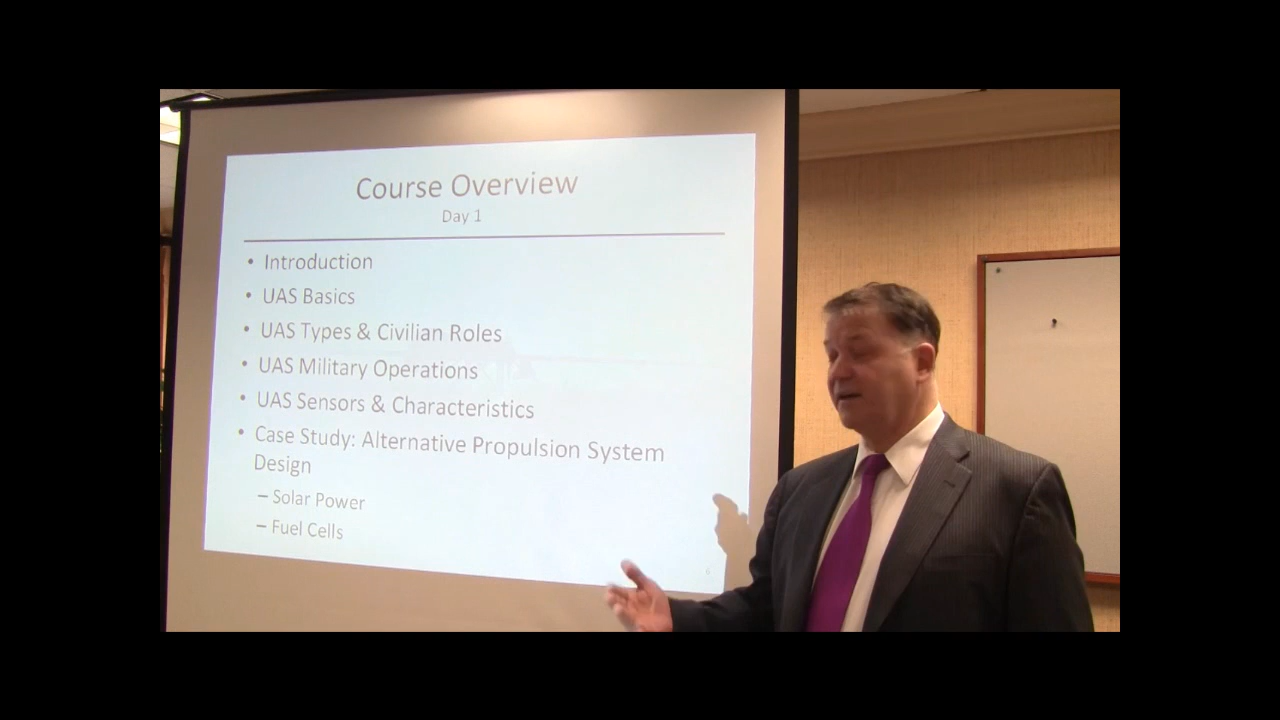 Course Overview
Day 1
• Introduction
• UAS Basics
• UAS Types & Civilian Roles
• UAS Military Operations
• UAS Sensors & Characteristics
• Case Study: Alternative Propulsion System
Design
– Solar Power
– Fuel Cells